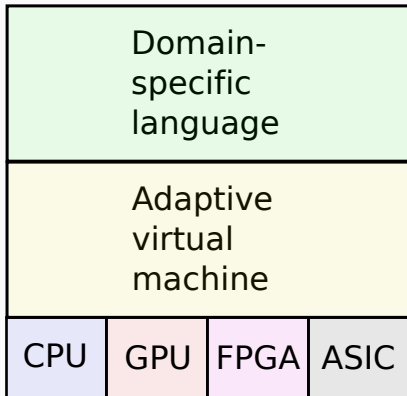 Domain-
specific
language
Adaptive
virtual
machine
CPU GPU FPGA ASIC